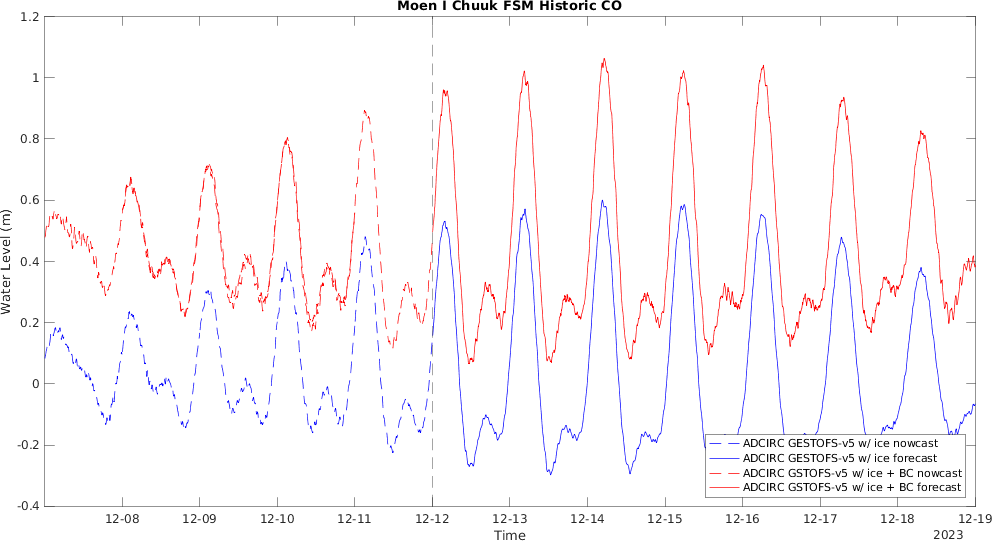 Moen I Chuuk FSM Historic CO
1.2
1
0.8
0.6
0.4
0.2
0
-0.2
-0.4
Water Level (m)
ADCIRC GESTOFS-v5 w/ ice nowcast
ADCIRC GESTOFS-v5 w/ ice forecast
ADCIRC GSTOFS-v5 w/ ice + BC nowcast
ADCIRC GSTOFS-v5 w/ ice + BC forecast
12-08 12-09 12-10 12-11 12-12 12-13 12-14 12-15 12-16 12-17 12-18 12-19
Time
2023